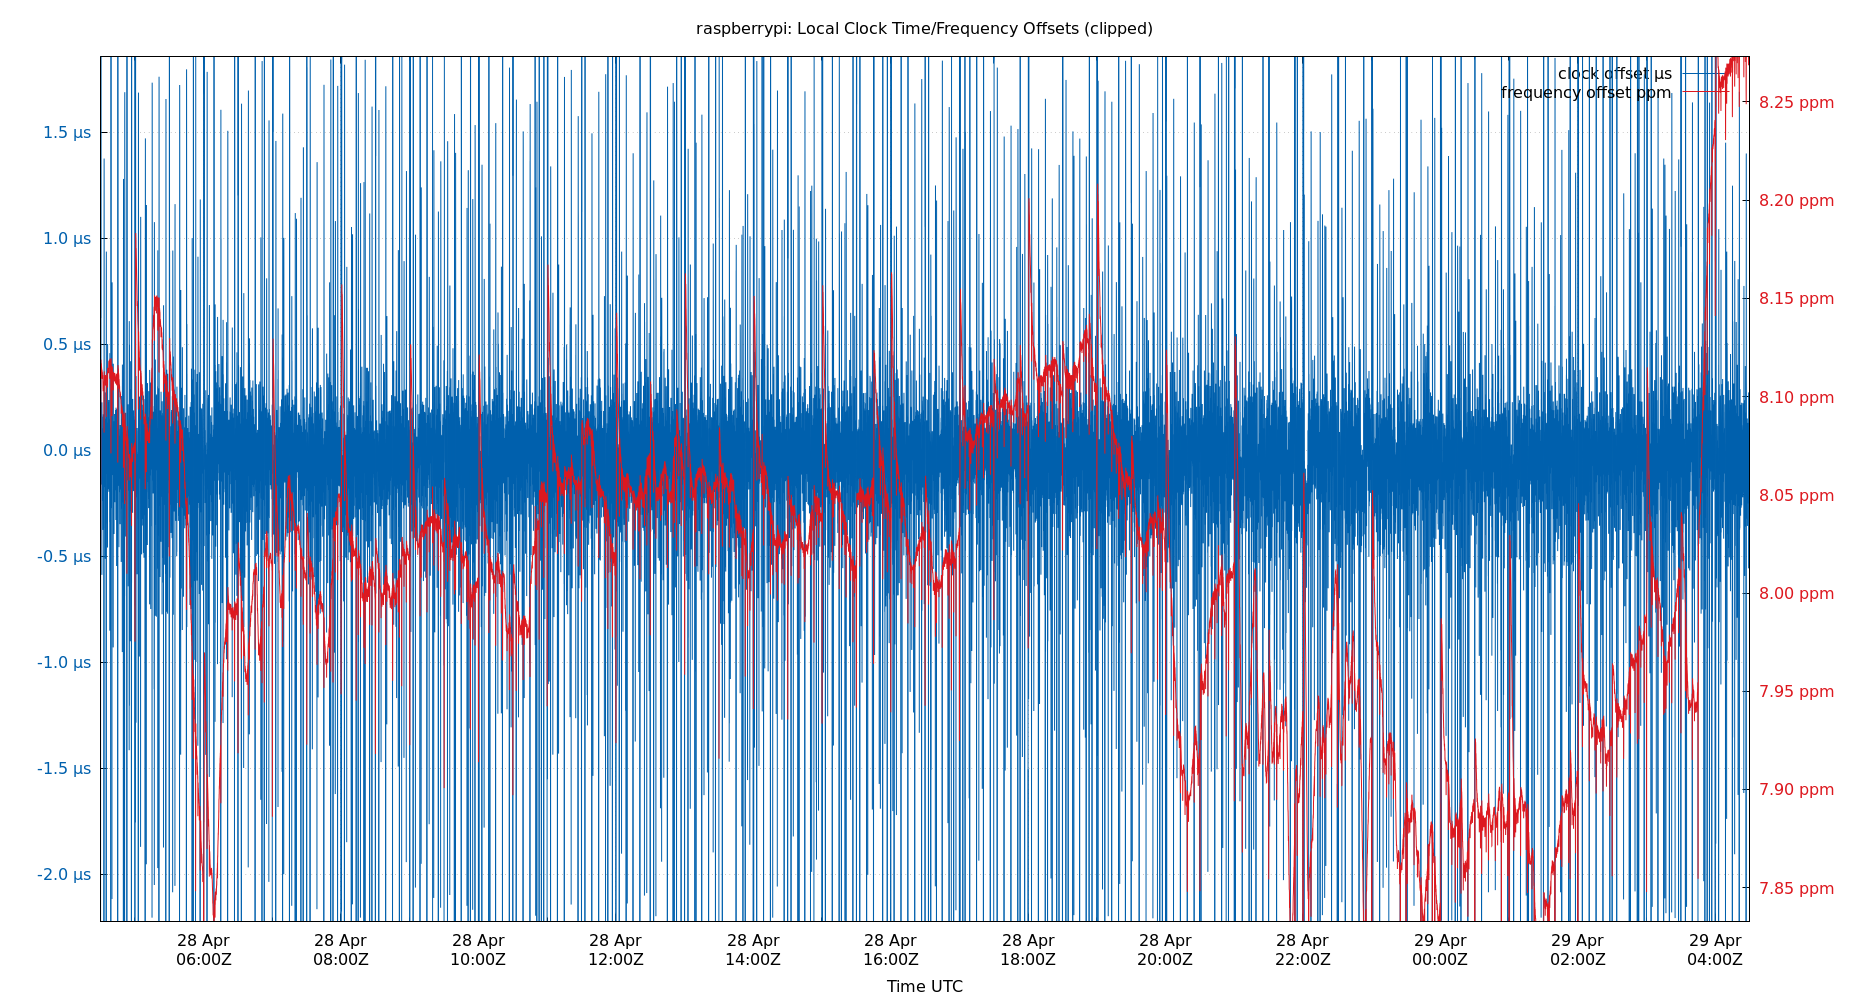 raspberrypi: Local Clock Time/Frequency Offsets (clipped)
clock offset µs
frequency offset ppm
1.5 µs
1.0 µs
0.5 µs
0.0 µs
-0.5 µs
-1.0 µs
-1.5 µs
-2.0 µs
8.25 ppm
8.20 ppm
8.15 ppm
8.10 ppm
8.05 ppm
8.00 ppm
7.95 ppm
7.90 ppm
7.85 ppm
28 Apr 28 Apr 28 Apr 28 Apr 28 Apr 28 Apr 28 Apr 28 Apr 28 Apr 29 Apr 29 Apr 29 Apr
06:00Z 08:00Z 10:00Z 12:00Z 14:00Z 16:00Z 18:00Z 20:00Z 22:00Z 00:00Z 02:00Z 04:00Z
Time UTC